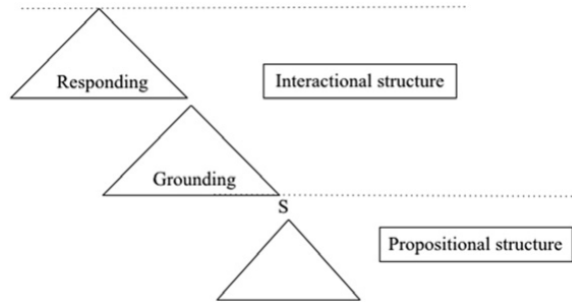 Responding
Interactional structure
Grounding
S
Propositional structure